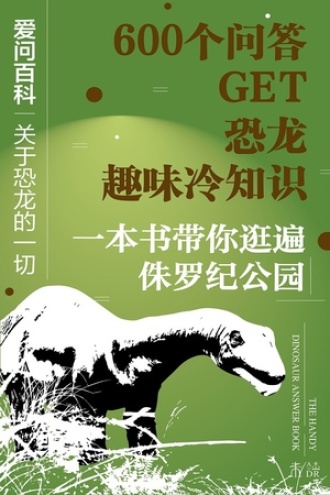 爱问百科
关于恐龙的一切
600个问答
GET
恐龙
趣味冷知识
一本书带你逛遍
侏罗纪公园
THE HANDY
DINOSAUR ANSWER BOOK